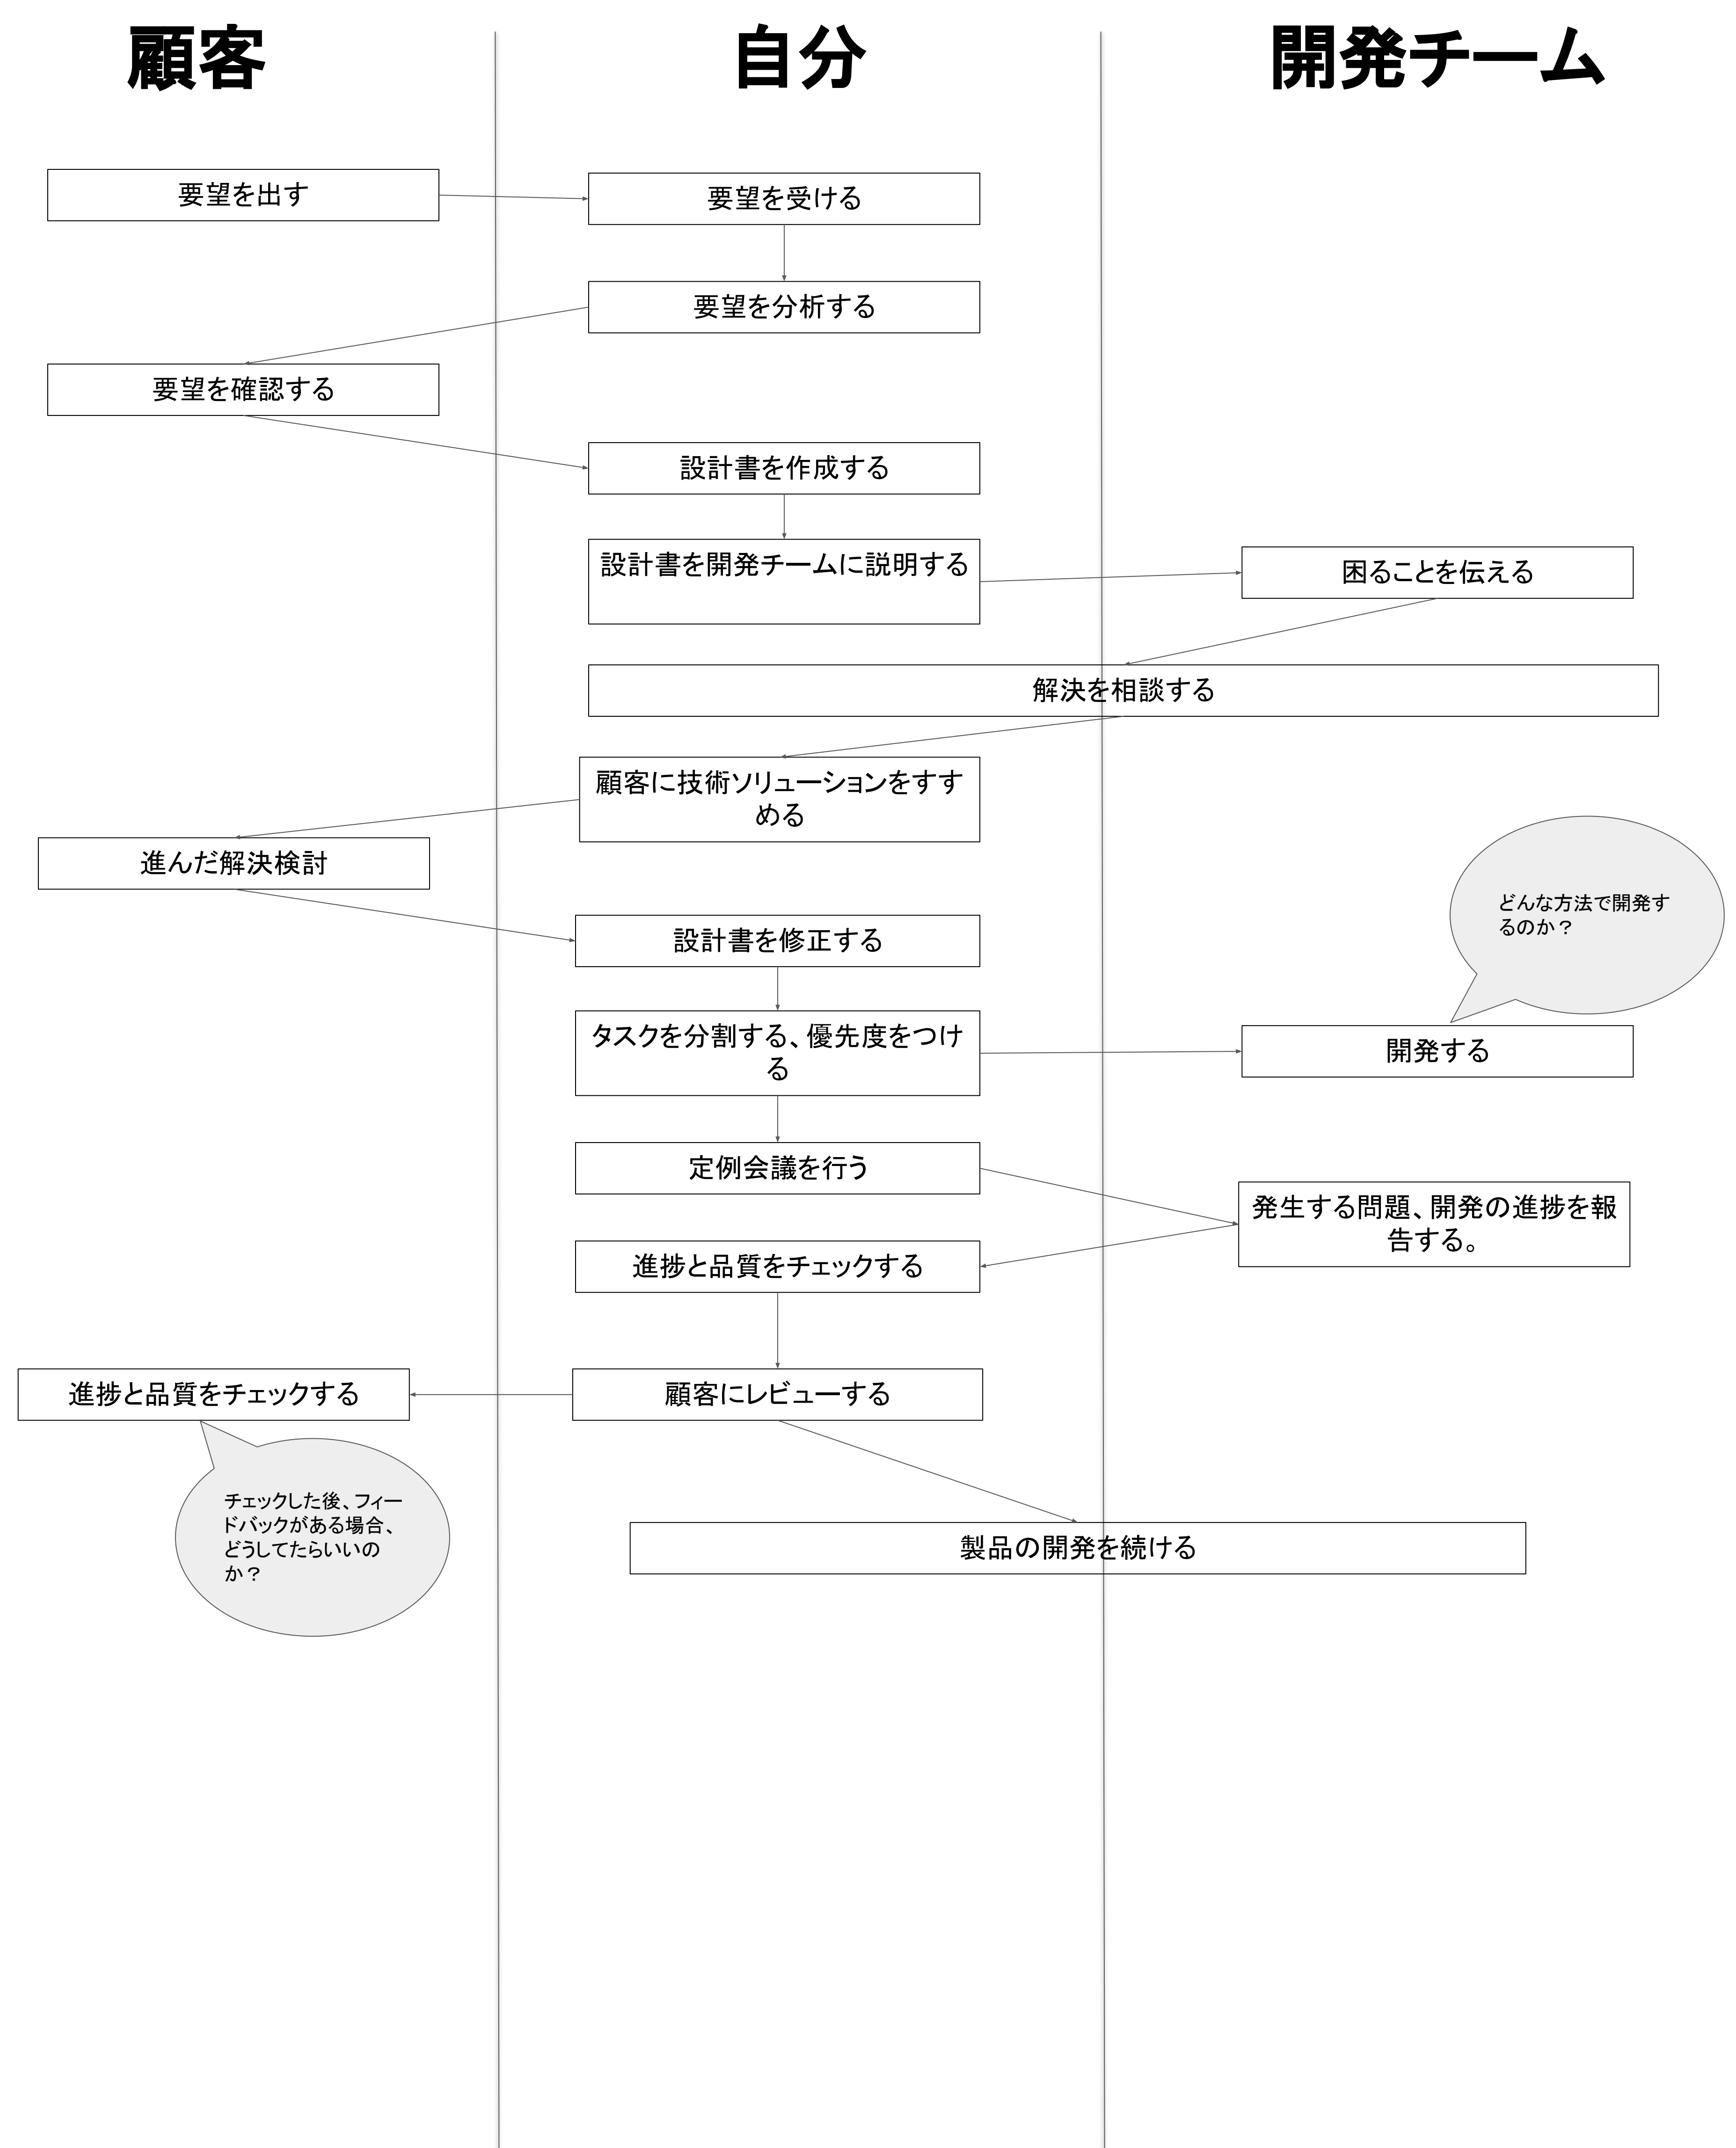 顧客
自分
開発チーム
要望を出す
要望を受ける
要望を分析する
要望を確認する
設計書を作成する
設計書を開発チームに説明する
困ることを伝える
解決を相談する
顧客に技術ソリューションをすす
める
進んだ解決検討
どんな方法で開発す
るのか？
設計書を修正する
タスクを分割する、優先度をつけ
る
開発する
定例会議を行う
発生する問題、開発の進捗を報
告する。
進捗と品質をチェックする
進捗と品質をチェックする
顧客にレビューする
チェックした後、フィー
ドバックがある場合、
どうしてたらいいの
か？
製品の開発を続ける